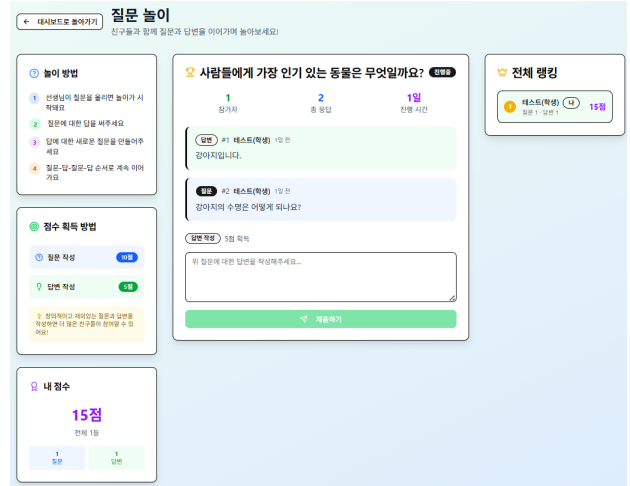 ← 대시보드로 돌아가기
질문 놀이
친구들과 함께 질문과 답변을 이어가며 놀아보세요!
놀이 방법
1 선생님이 질문을 올리면 놀이가 시
작돼요
2 질문에 대한 답을 써주세요
3 답에 대한 새로운 질문을 만들어주
세요
4 질문-답-질문-답 순서로 계속 이어
가요
점수 획득 방법
질문 작성 10점
답변 작성 5점
창의적이고 재미있는 질문과 답변을
작성하면 더 많은 친구들이 참여할 수 있
어요!
내 점수
15점
전체 1등
1
질문
1
답변
사람들에게 가장 인기 있는 동물은 무엇일까요? 진행중
1
참가자
2
총 응답
1일
진행 시간
답변 #1 테스트(학생) 1일 전
강아지입니다.
질문 #2 테스트(학생) 1일 전
강아지의 수명은 어떻게 되나요?
답변 작성 5점 획득
위 질문에 대한 답변을 작성해주세요...
제출하기
전체 랭킹
1 테스트(학생) 나 15점
질문 1 · 답변 1